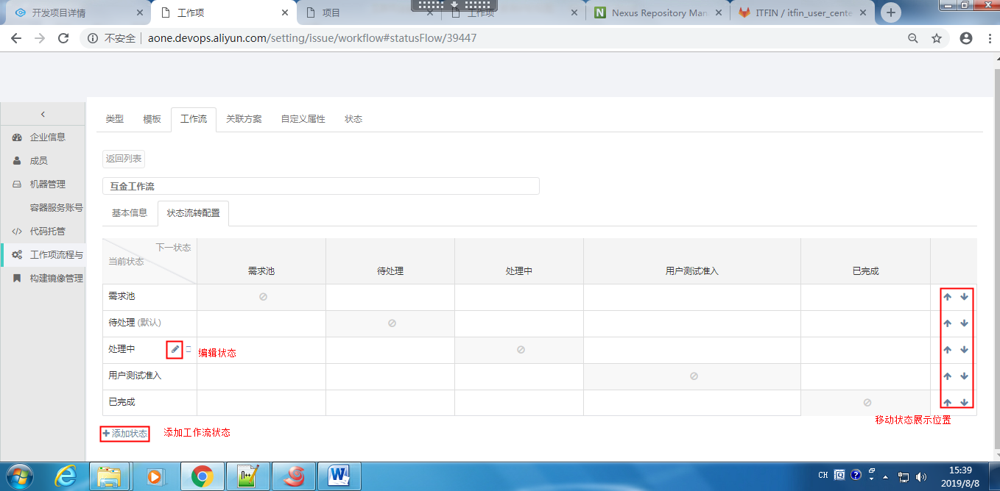 开发项目详情
工作项
项目
工作项
Nexus Repository Man
ITFIN / itfin_user_cente
不安全
aone.devops.aliyun.com/setting/issue/workflow#statusFlow/39447
类型
模板
工作流
关联方案
自定义属性
状态
企业信息
成员
机器管理
容器服务账号
代码托管
工作项流程与
构建镜像管理
返回列表
互金工作流
基本信息
状态流转配置
下一状态
当前状态
需求池
待处理
处理中
用户测试准入
已完成
需求池
待处理 (默认)
处理中
编辑状态
用户测试准入
已完成
移动状态展示位置
添加状态
添加工作流状态
CH
15:39
2019/8/8